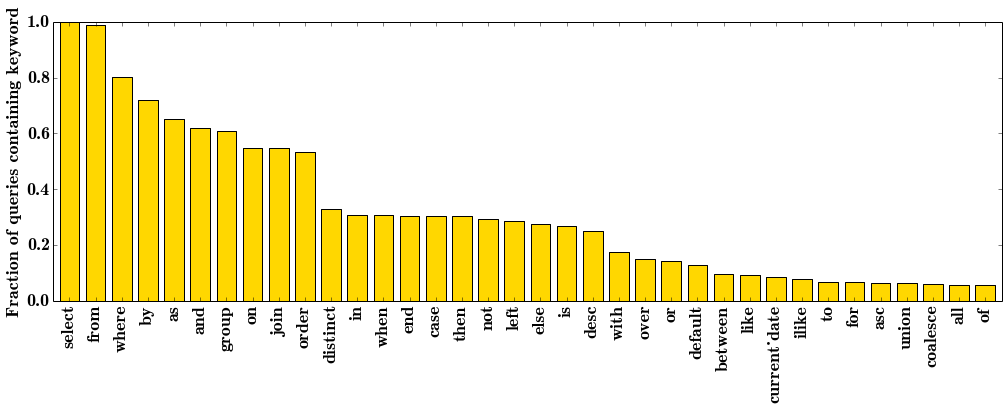 Fraction of queries containing keyword
1.0
0.8
0.6
0.4
0.2
0.0
select
from
where
by
as
and
group
on
join
order
distinct
in
when
end
case
then
not
left
else
is
desc
with
over
or
default
between
like
current˙date
ilike
to
for
asc
union
coalesce
all
of